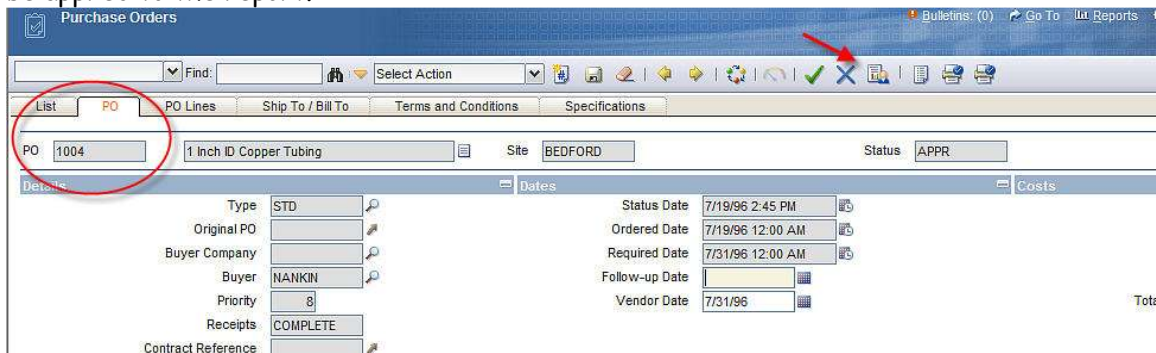 Purchase Orders Bulletins: (0) Go To Reports
Find: Select Action
List PO PO Lines Ship To / Bill To Terms and Conditions Specifications
PO 1004 1 Inch ID Copper Tubing Site BEDFORD Status APPR
Details Dates Costs
Type STD Status Date 7/19/96 2:45 PM
Original PO Ordered Date 7/19/96 12:00 AM
Buyer Company Required Date 7/31/96 12:00 AM
Buyer NANKIN Follow-up Date
Priority 8 Vendor Date 7/31/96 Tota
Receipts COMPLETE
Contract Reference